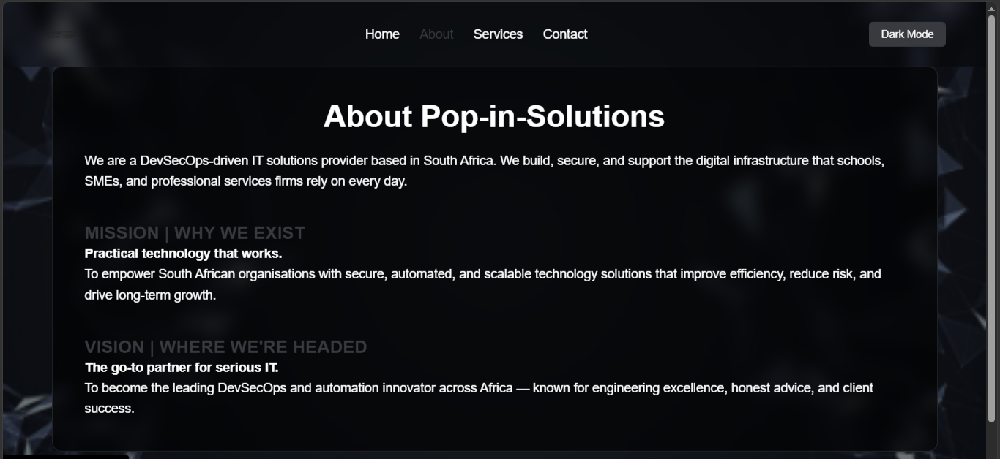 Home About Services Contact Dark Mode
About Pop-in-Solutions
We are a DevSecOps-driven IT solutions provider based in South Africa. We build, secure, and support the digital infrastructure that schools,
SMEs, and professional services firms rely on every day.
MISSION | WHY WE EXIST
Practical technology that works.
To empower South African organisations with secure, automated, and scalable technology solutions that improve efficiency, reduce risk, and
drive long-term growth.
VISION | WHERE WE'RE HEADED
The go-to partner for serious IT.
To become the leading DevSecOps and automation innovator across Africa — known for engineering excellence, honest advice, and client
success.